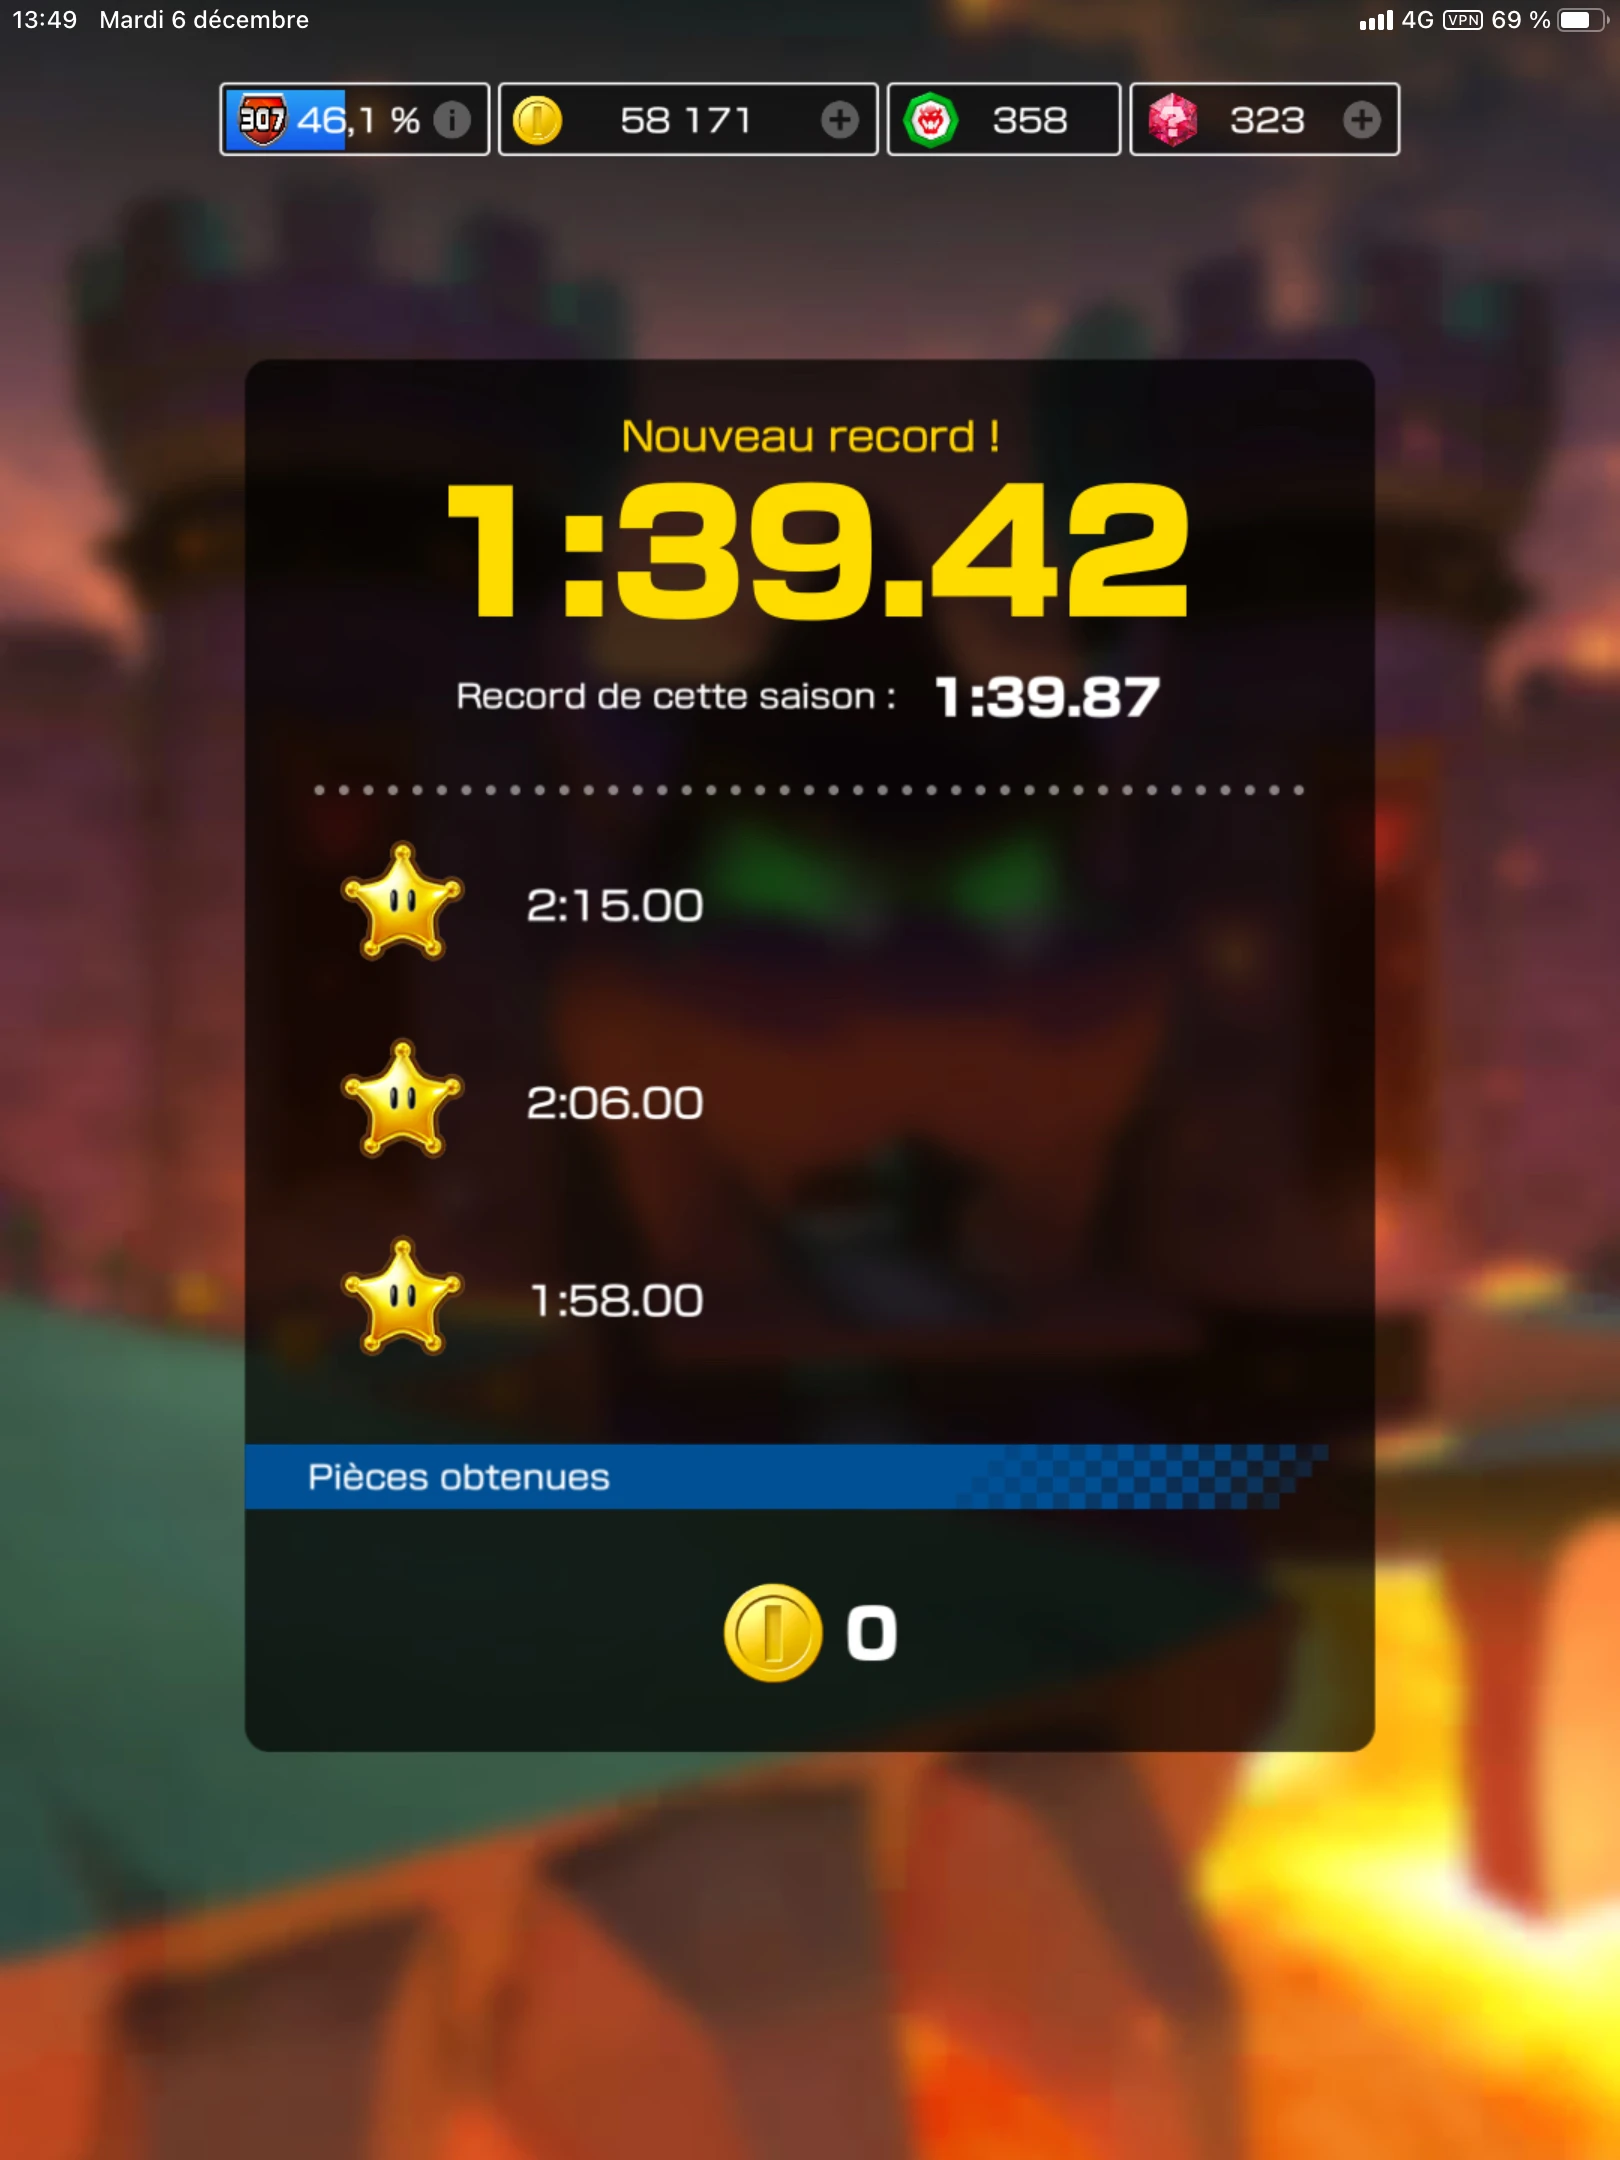 13:49 Mardi 6 décembre 4G VPN 69 %
307 46,1 % i 58 171 + 358 ? 323 +
Nouveau record !
1:39.42
Record de cette saison : 1:39.87
2:15.00
2:06.00
1:58.00
Pièces obtenues
0